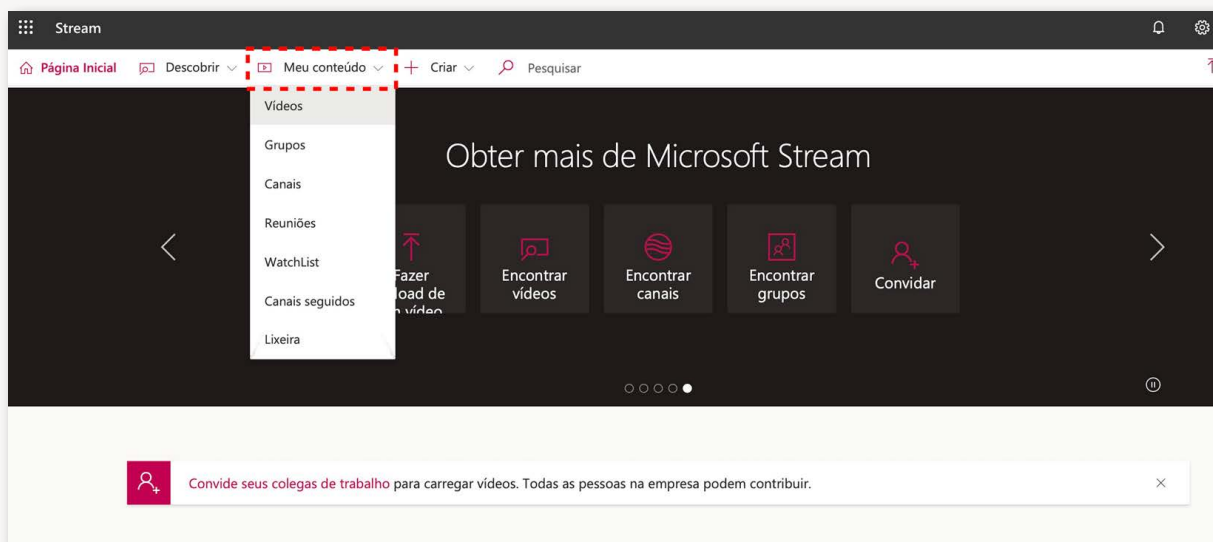 Stream
Página Inicial Descobrir Meu conteúdo Criar Pesquisar
Vídeos
Grupos
Canais
Reuniões
WatchList
Canais seguidos
Lixeira
Obter mais de Microsoft Stream
Fazer
load de
vídeo
Encontrar
vídeos
Encontrar
canais
Encontrar
grupos
Convidar
Convide seus colegas de trabalho para carregar vídeos. Todas as pessoas na empresa podem contribuir.